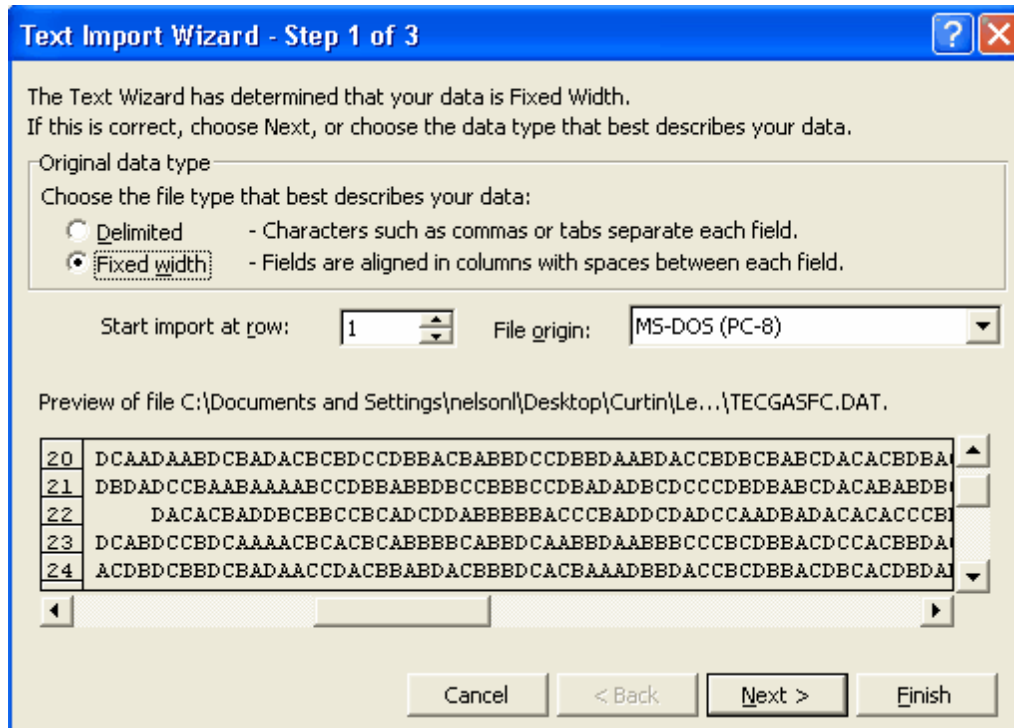 Text Import Wizard - Step 1 of 3
The Text Wizard has determined that your data is Fixed Width.
If this is correct, choose Next, or choose the data type that best describes your data.
Original data type
Choose the file type that best describes your data:
Delimited - Characters such as commas or tabs separate each field.
Fixed width - Fields are aligned in columns with spaces between each field.
Start import at row: 1 File origin: MS-DOS (PC-8)
Preview of file C:\Documents and Settings\nelsonl\Desktop\Curtin\Le...\TECGASFC.DAT.
20 DCAADAABDCBADACBCBDCCDBBACBABBDCCDBBDAABDACCBDBCBABCDACACBDBA
21 DBDADCCBAABAAAABCCDBBABBDBCCBBBCCDBADADBCDCCCDBDBABCDACABABDB
22 DACACBADDBCBBCCBCADCDDABBBBBACCCBADDCDADCCAADBADACACACCCB
23 DCABDCCBDCAAAACBCACBCABBBBCABBDCAABBDAABBBCCCBCDBBACDCCACBBDA
24 ACDBDCBBDCBADAACCDACBBABDACBBBDCACBAAADBBDACCBCDBBACDBCACDBDA
Cancel < Back Next > Finish